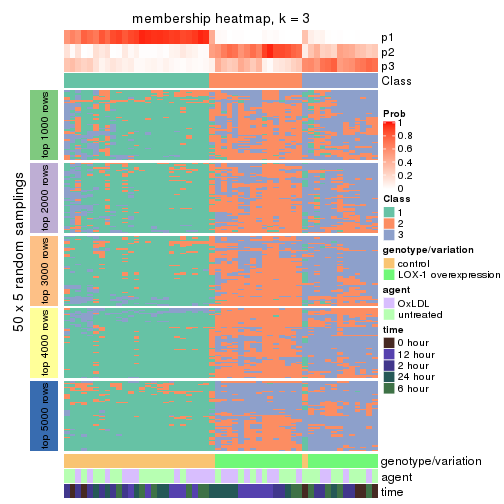 membership heatmap, k = 3
p1
p2
p3
Class
50 x 5 random samplings
top 1000 rows
top 2000 rows
top 3000 rows
top 4000 rows
top 5000 rows
Prob
1
0.8
0.6
0.4
0.2
0
Class
1
2
3
genotype/variation
control
LOX-1 overexpression
agent
OxLDL
untreated
time
0 hour
12 hour
2 hour
24 hour
6 hour
genotype/variation
agent
time